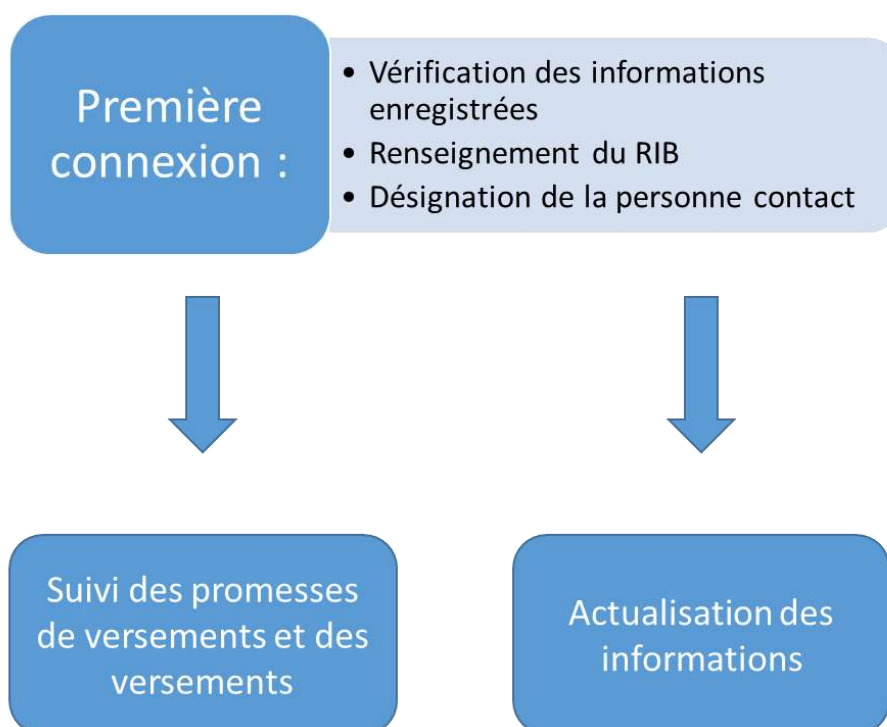 Première
connexion :
• Vérification des informations
enregistrées
• Renseignement du RIB
• Désignation de la personne contact
Suivi des promesses
de versements et des
versements
Actualisation des
informations